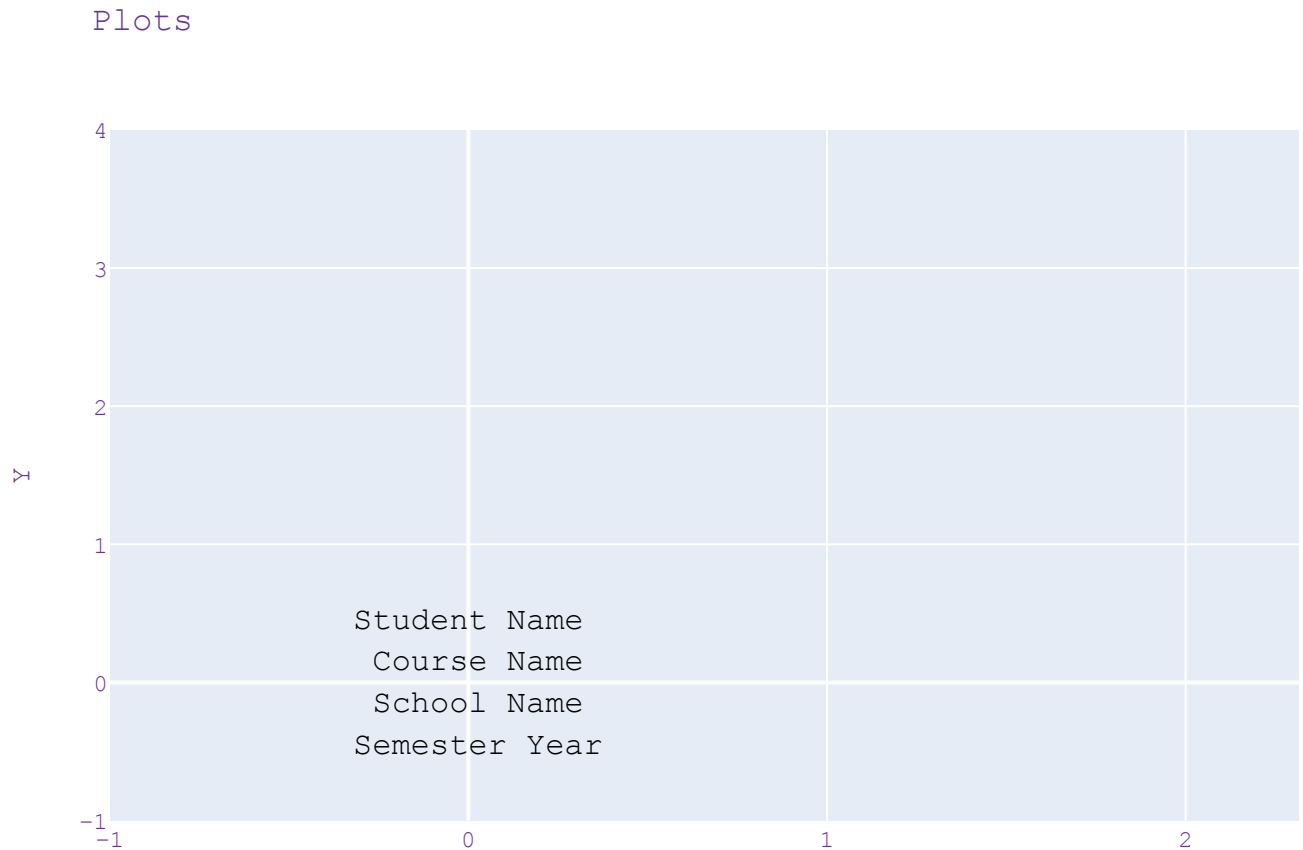 Plots
4
3
2
Y
1
Student Name
Course Name
0
School Name
Semester Year
−1
−1 0 1 2